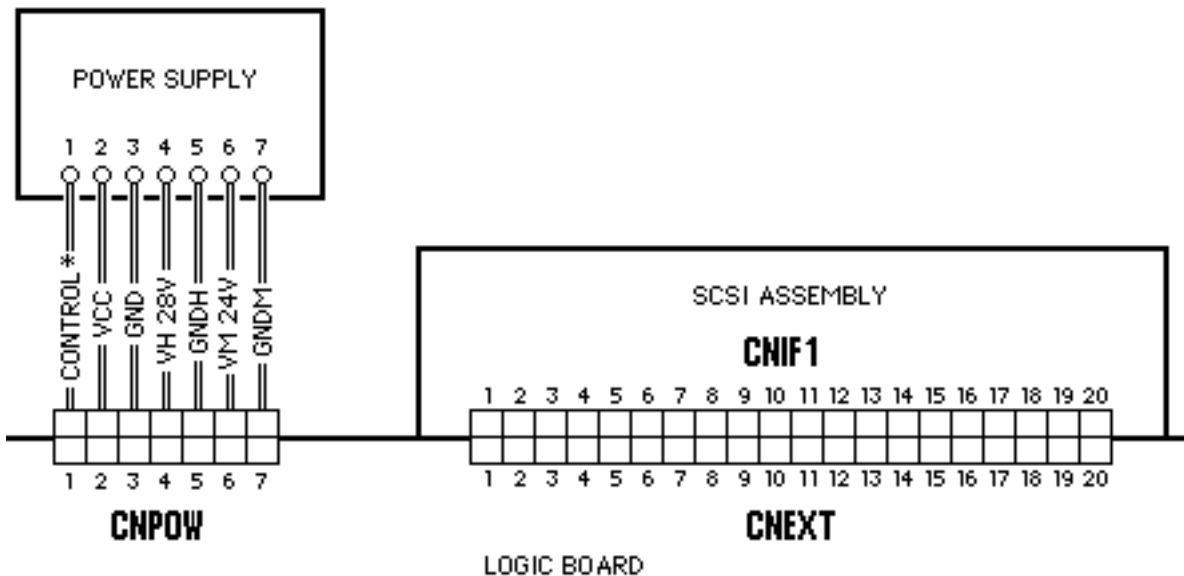 POWER SUPPLY
1 2 3 4 5 6 7
CONTROL *
VCC
GND
VH 28V
GNDH
VM 24V
GNDM
1 2 3 4 5 6 7
CNPOW
SCSI ASSEMBLY
CNIF1
1 2 3 4 5 6 7 8 9 10 11 12 13 14 15 16 17 18 19 20
1 2 3 4 5 6 7 8 9 10 11 12 13 14 15 16 17 18 19 20
CNEXT
LOGIC BOARD